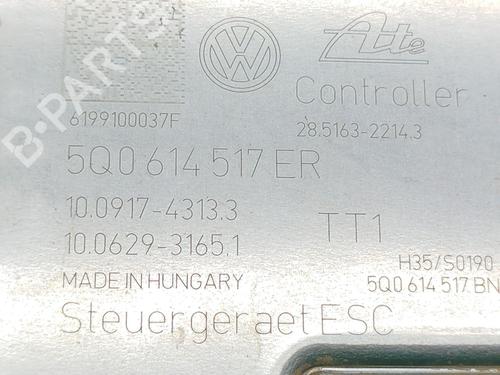 VW Ate
6199100037F
Controller
28.5163-2214.3
5Q0 614 517 ER
10.0917-4313.3
10.0629-3165.1
TT1
MADE IN HUNGARY
H35/S0190
5Q0 614 517 BN
Steuergeraet ESC
B-PARTS